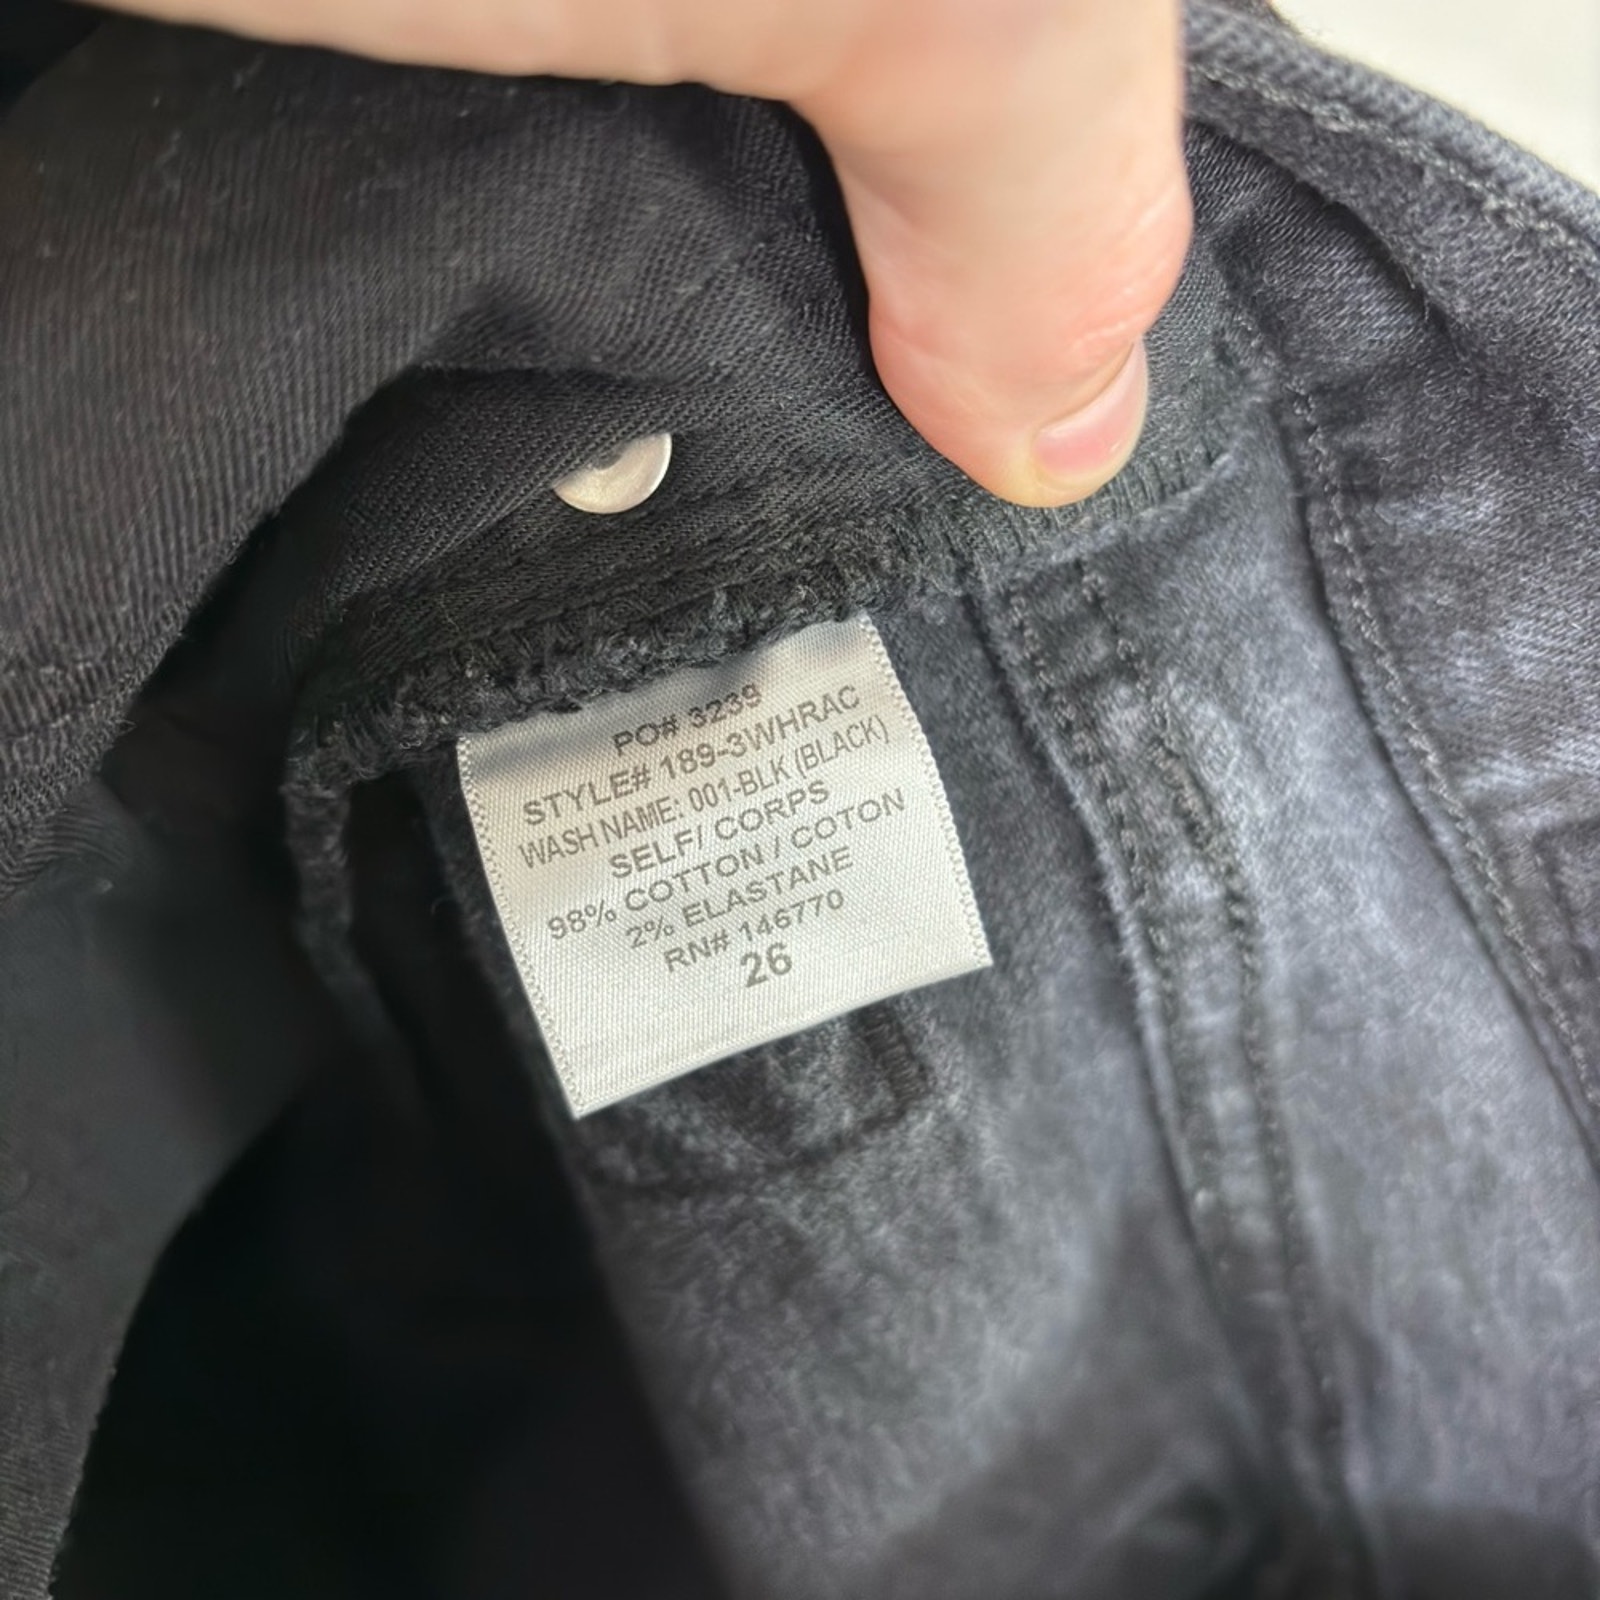 PO# 3239
STYLE# 189-3WHRAC
WASH NAME: 001-BLK (BLACK)
SELF/ CORPS
98% COTTON / COTON
2% ELASTANE
RN# 146770
26